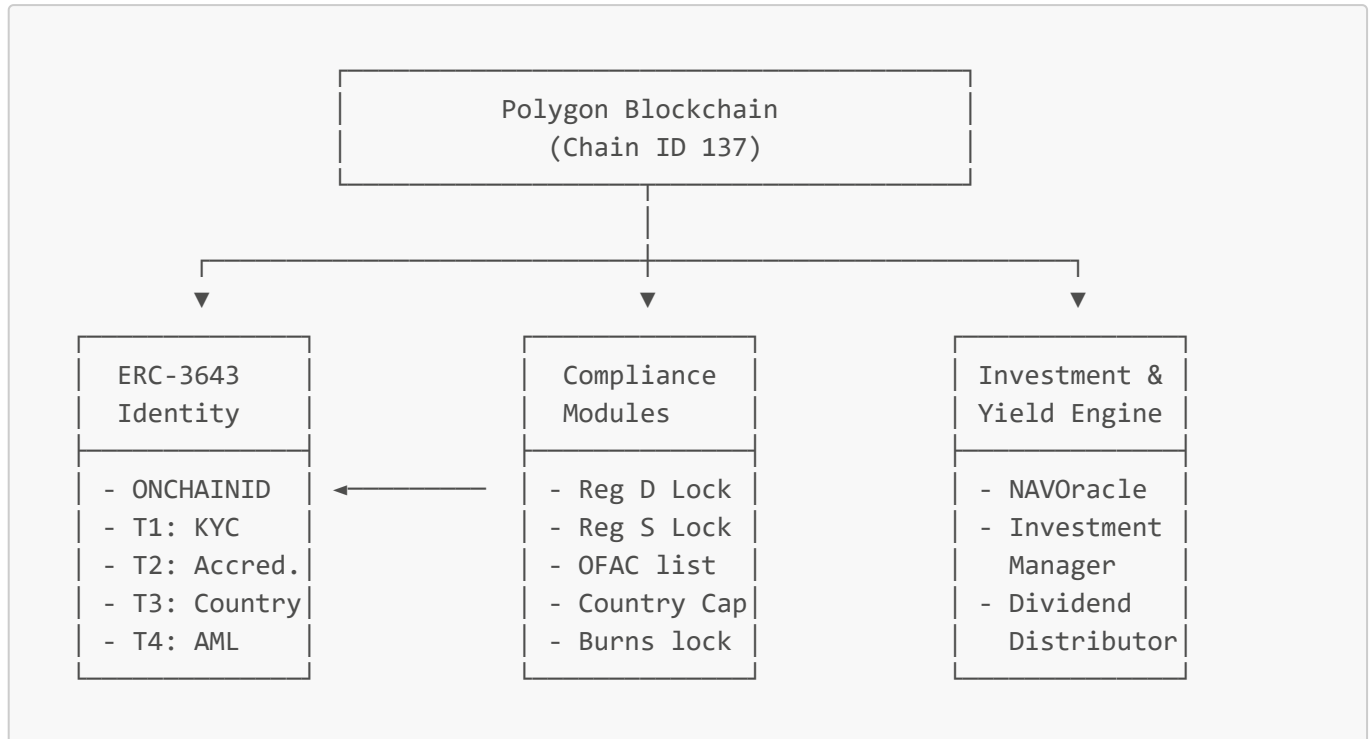 Polygon Blockchain
(Chain ID 137)
ERC-3643
Identity
- ONCHAINID
- T1: KYC
- T2: Accred.
- T3: Country
- T4: AML
Compliance
Modules
- Reg D Lock
- Reg S Lock
- OFAC list
- Country Cap
- Burns lock
Investment &
Yield Engine
- NAVOracle
- Investment
Manager
- Dividend
Distributor